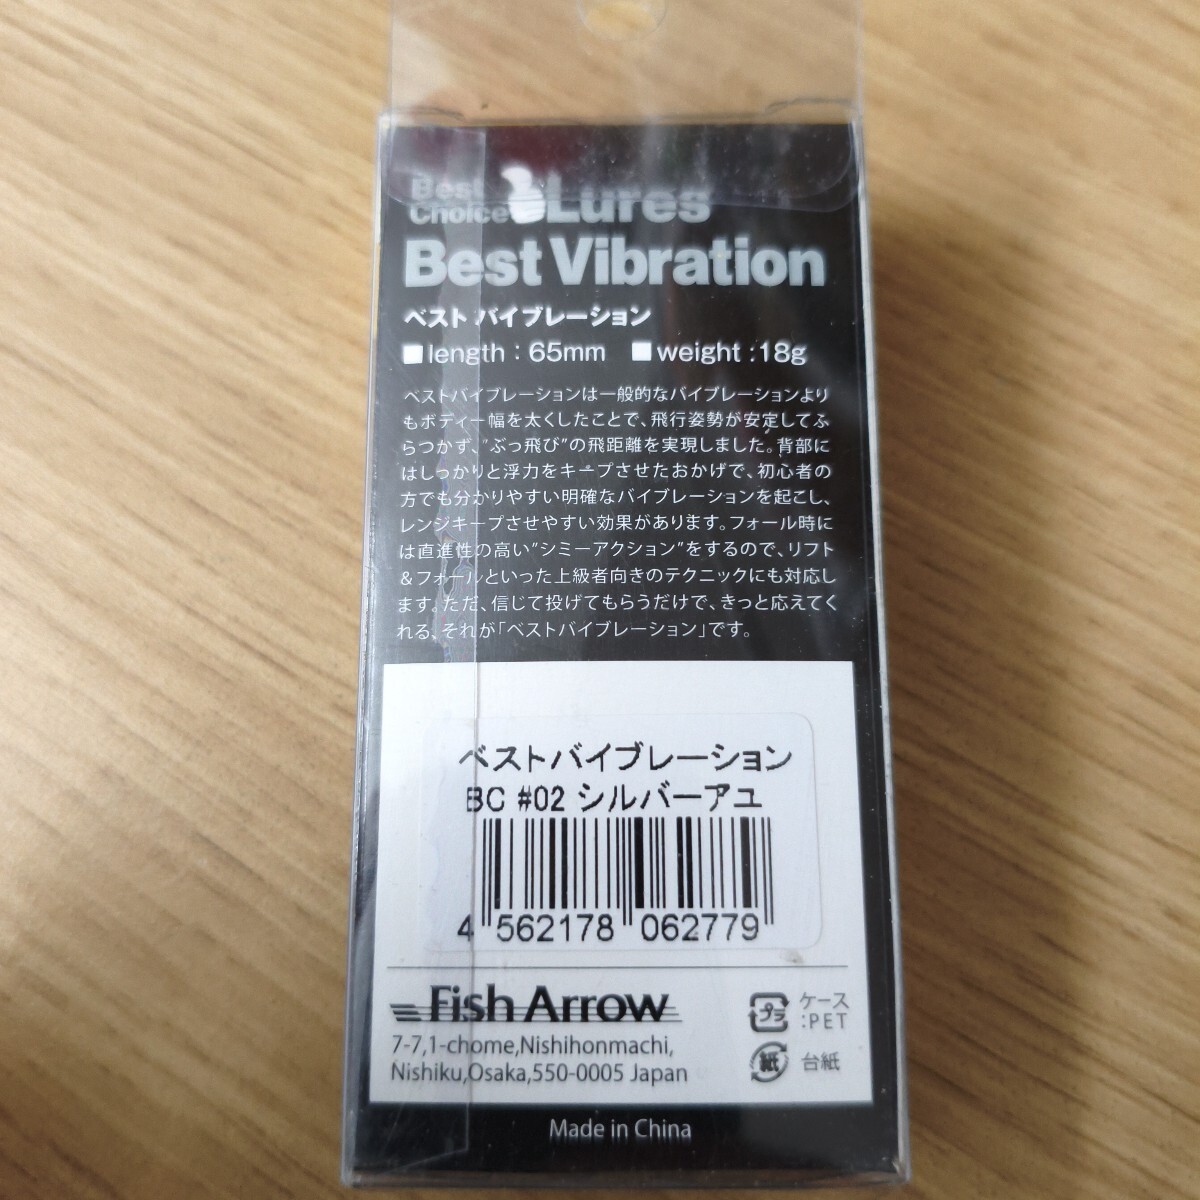 Best
Choice Lures
Best Vibration
ベスト バイブレーション
■length：65mm ■weight：18g
ベストバイブレーションは一般的なバイブレーションより
もボディー幅を太くしたことで、飛行姿勢が安定してふ
らつかず、"ぶっ飛び"の飛距離を実現しました。背部に
はしっかりと浮力をキープさせたおかげで、初心者の
方でも分かりやすい明確なバイブレーションを起こし、
レンジキープさせやすい効果があります。フォール時に
は直進性の高い"シミーアクション"をするので、リフト
&フォールといった上級者向きのテクニックにも対応し
ます。ただ、信じて投げてもらうだけで、きっと応えてく
れる、それが「ベストバイブレーション」です。
ベストバイブレーション
BC #02 シルバーアユ
4 562178 062779
Fish Arrow
7-7,1-chome,Nishihonmachi,
Nishiku,Osaka,550-0005 Japan
プラ ケース
:PET
紙 台紙
Made in China